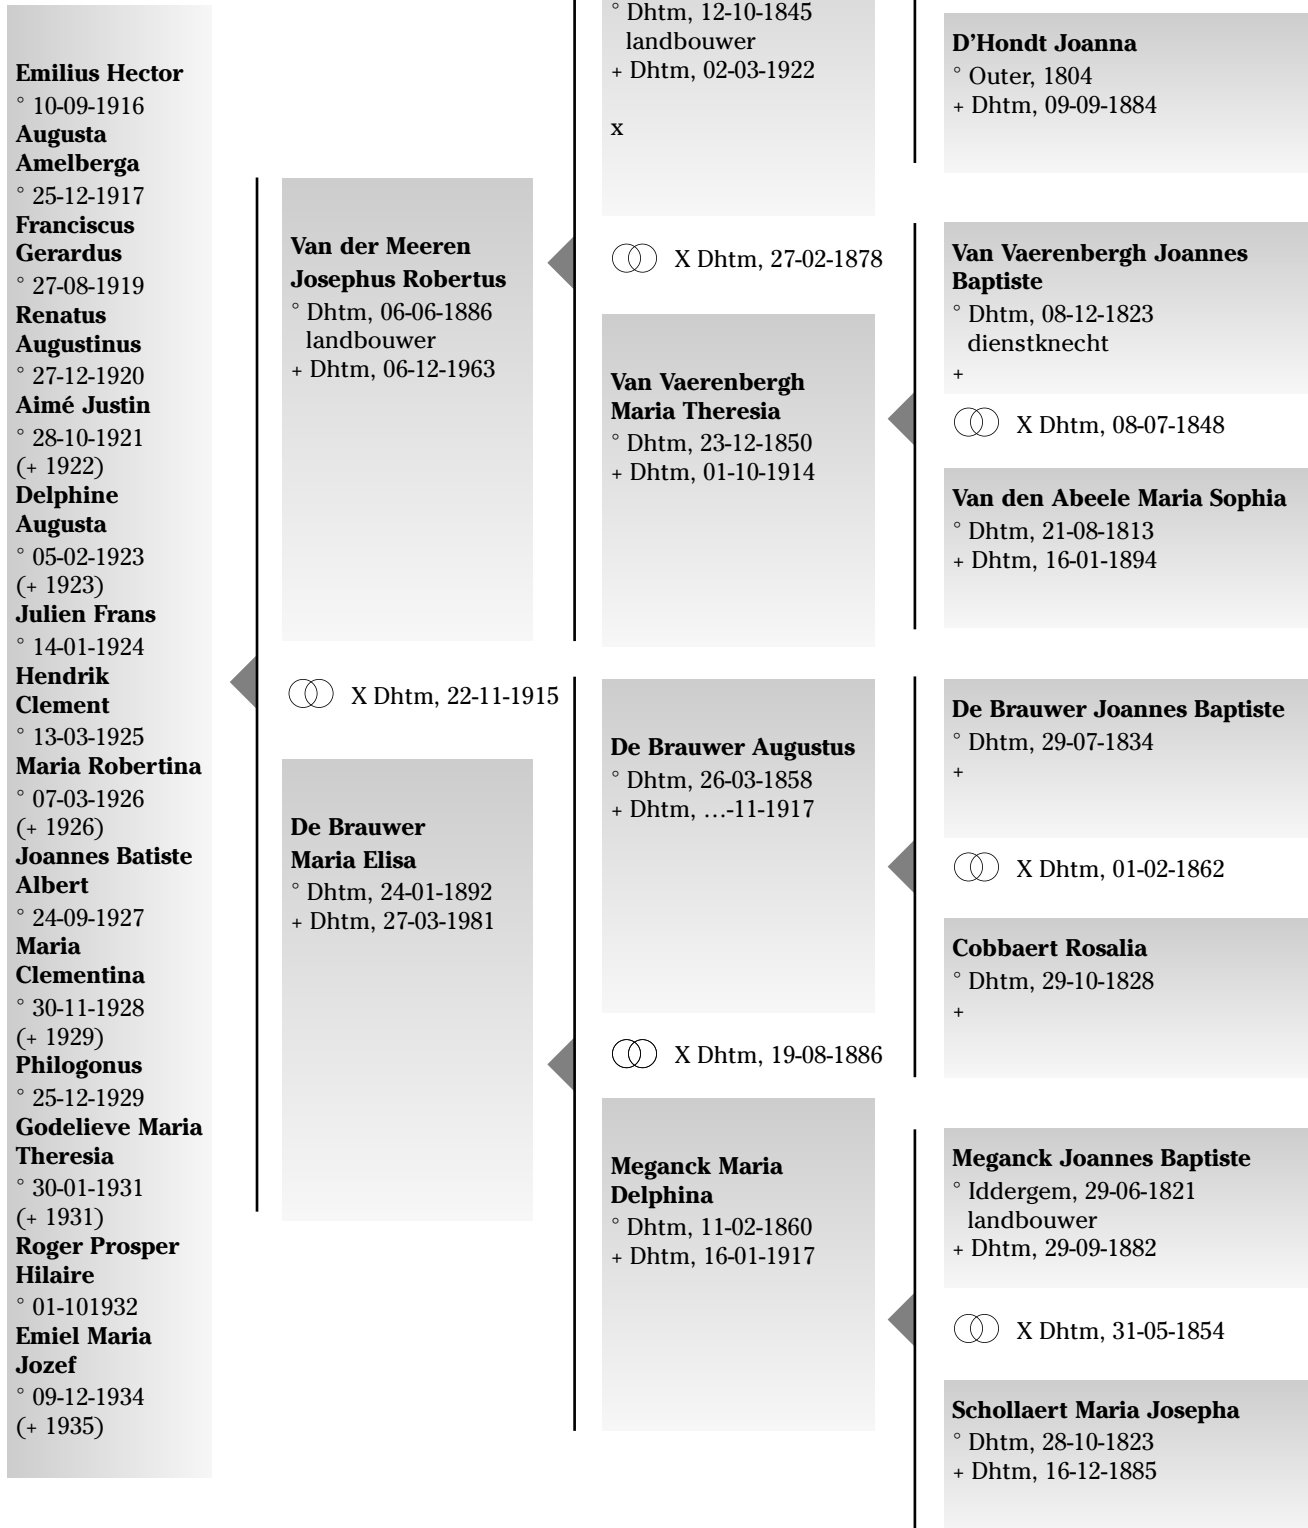 Emilius Hector
° 10-09-1916
Augusta
Amelberga
° 25-12-1917
Franciscus
Gerardus
° 27-08-1919
Renatus
Augustinus
° 27-12-1920
Aimé Justin
° 28-10-1921
(+ 1922)
Delphine
Augusta
° 05-02-1923
(+ 1923)
Julien Frans
° 14-01-1924
Hendrik
Clement
° 13-03-1925
Maria Robertina
° 07-03-1926
(+ 1926)
Joannes Batiste
Albert
° 24-09-1927
Maria
Clementina
° 30-11-1928
(+ 1929)
Philogonus
° 25-12-1929
Godelieve Maria
Theresia
° 30-01-1931
(+ 1931)
Roger Prosper
Hilaire
° 01-101932
Emiel Maria
Jozef
° 09-12-1934
(+ 1935)
Van der Meeren
Josephus Robertus
° Dhtm, 06-06-1886
landbouwer
+ Dhtm, 06-12-1963
X Dhtm, 22-11-1915
De Brauwer
Maria Elisa
° Dhtm, 24-01-1892
+ Dhtm, 27-03-1981
° Dhtm, 12-10-1845
landbouwer
+ Dhtm, 02-03-1922
x
X Dhtm, 27-02-1878
Van Vaerenbergh
Maria Theresia
° Dhtm, 23-12-1850
+ Dhtm, 01-10-1914
De Brauwer Augustus
° Dhtm, 26-03-1858
+ Dhtm, …-11-1917
X Dhtm, 19-08-1886
Meganck Maria
Delphina
° Dhtm, 11-02-1860
+ Dhtm, 16-01-1917
D’Hondt Joanna
° Outer, 1804
+ Dhtm, 09-09-1884
Van Vaerenbergh Joannes
Baptiste
° Dhtm, 08-12-1823
dienstknecht
+
X Dhtm, 08-07-1848
Van den Abeele Maria Sophia
° Dhtm, 21-08-1813
+ Dhtm, 16-01-1894
De Brauwer Joannes Baptiste
° Dhtm, 29-07-1834
+
X Dhtm, 01-02-1862
Cobbaert Rosalia
° Dhtm, 29-10-1828
+
Meganck Joannes Baptiste
° Iddergem, 29-06-1821
landbouwer
+ Dhtm, 29-09-1882
X Dhtm, 31-05-1854
Schollaert Maria Josepha
° Dhtm, 28-10-1823
+ Dhtm, 16-12-1885